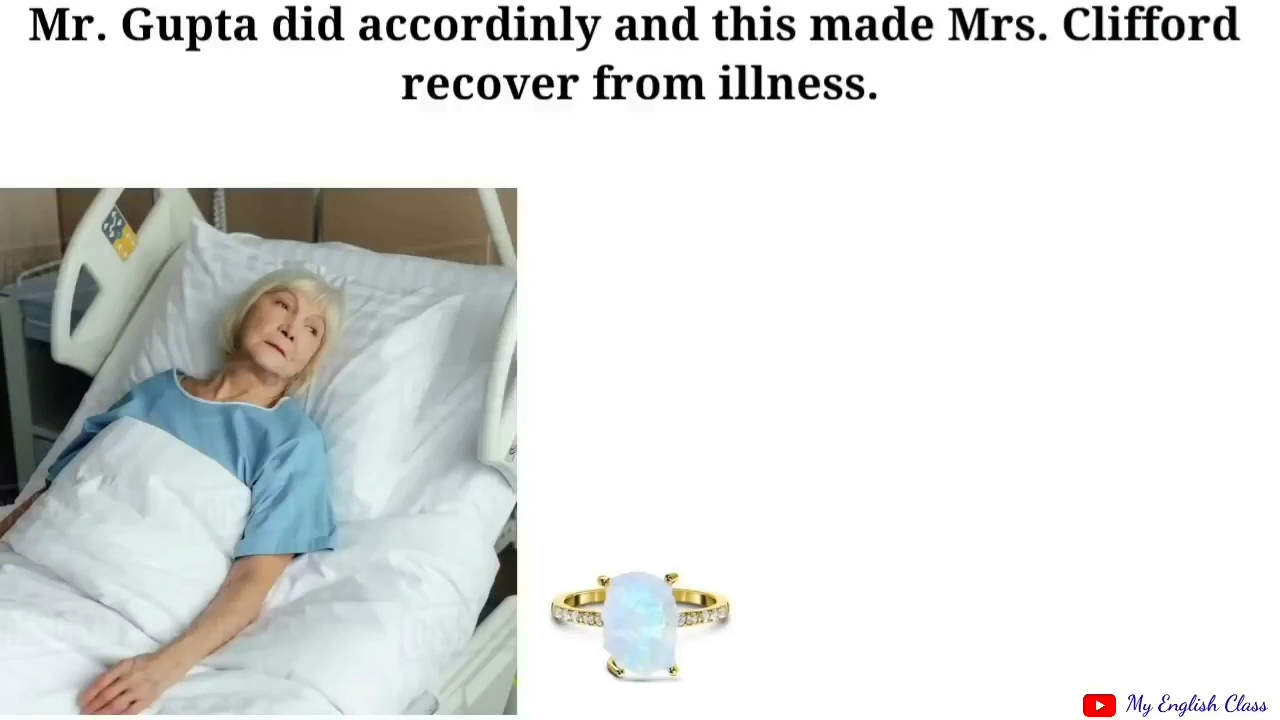 Mr. Gupta did accordinly and this made Mrs. Clifford
recover from illness.
My English Class